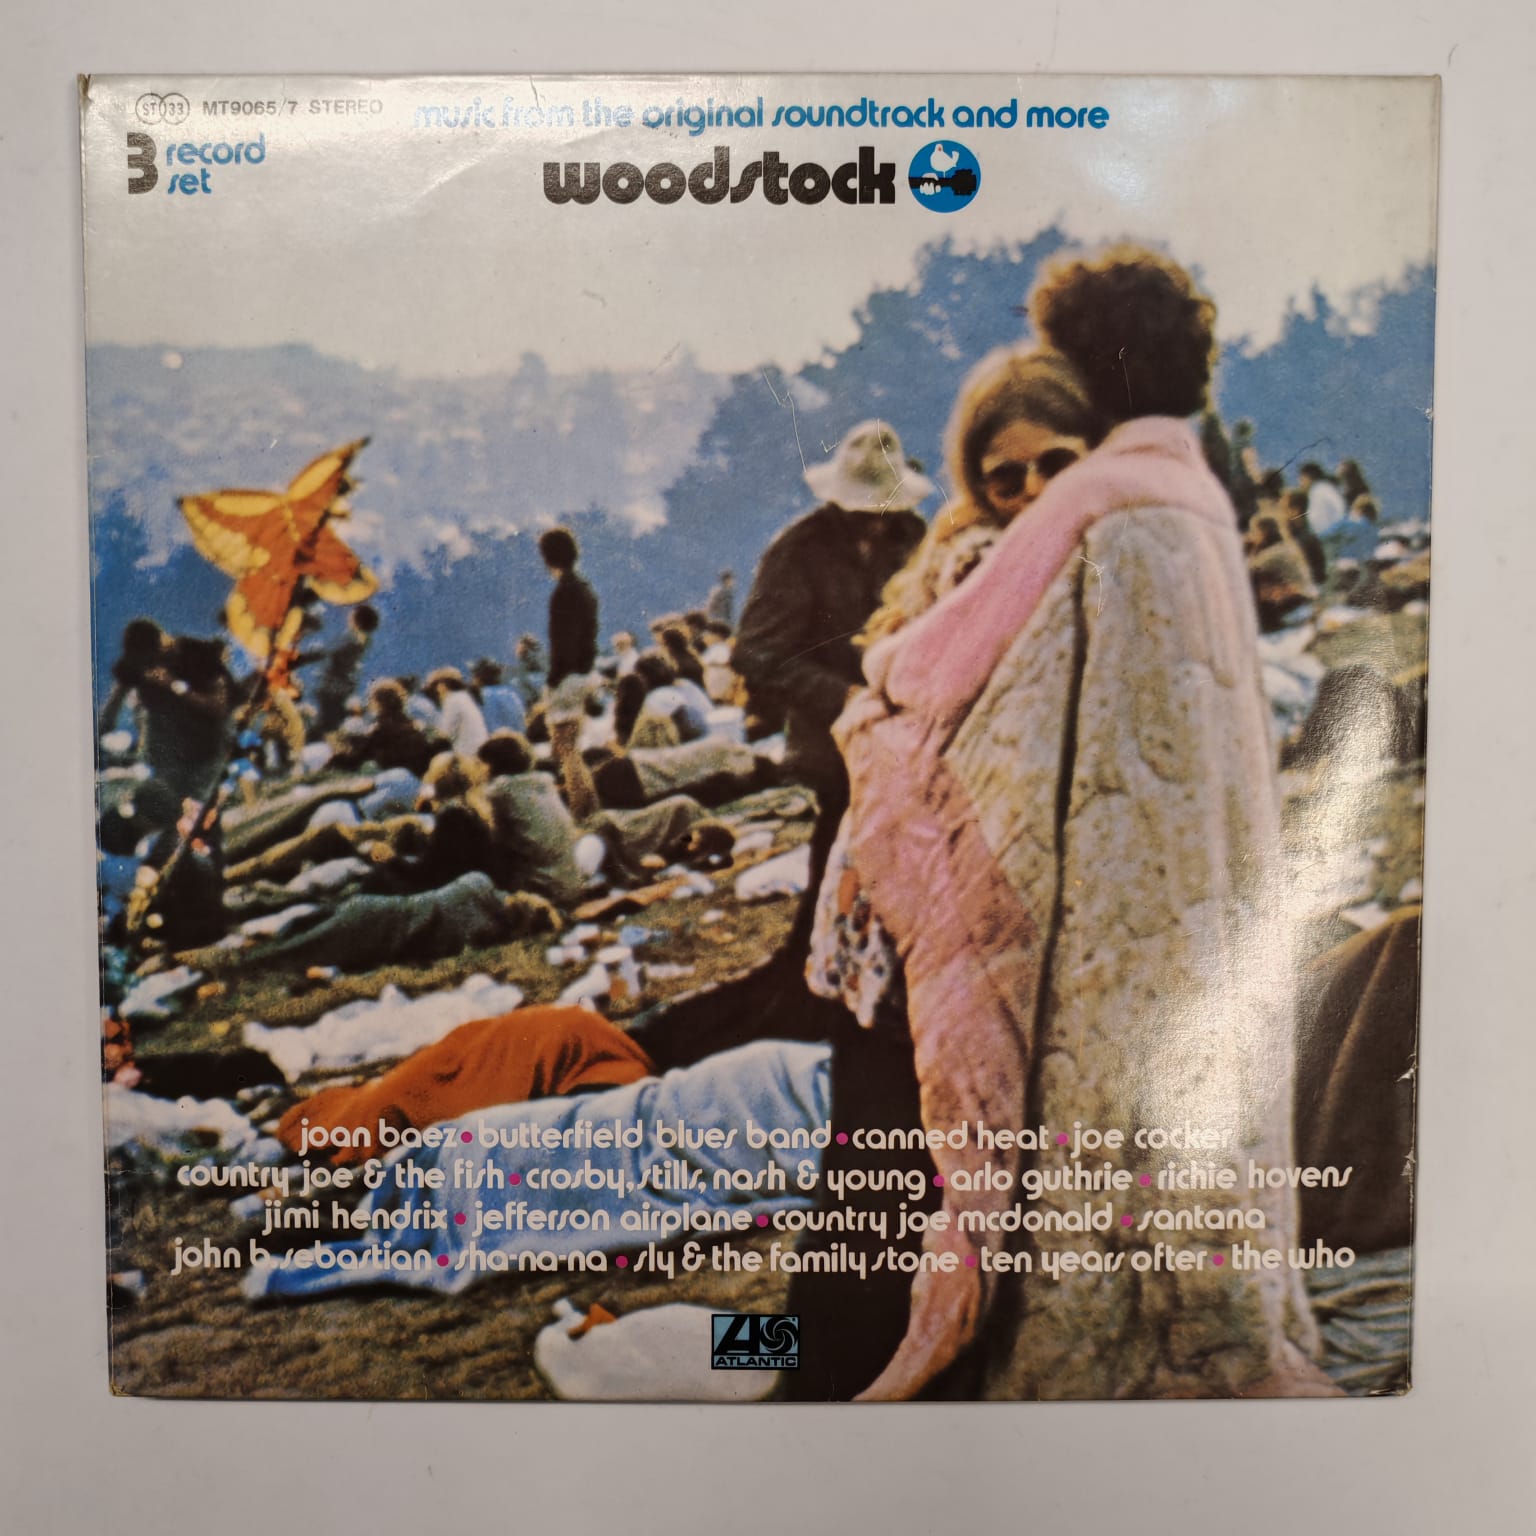 ST 33 MT9065/7 STEREO
music from the original soundtrack and more
3 record
set
woodstock
joan baez • butterfield blues band • canned heat • joe cocker
country joe & the fish • crosby, stills, nash & young • arlo guthrie • richie havens
jimi hendrix • jefferson airplane • country joe mcdonald • santana
john b. sebastian • sha-na-na • sly & the family stone • ten years after • the who
ATLANTIC